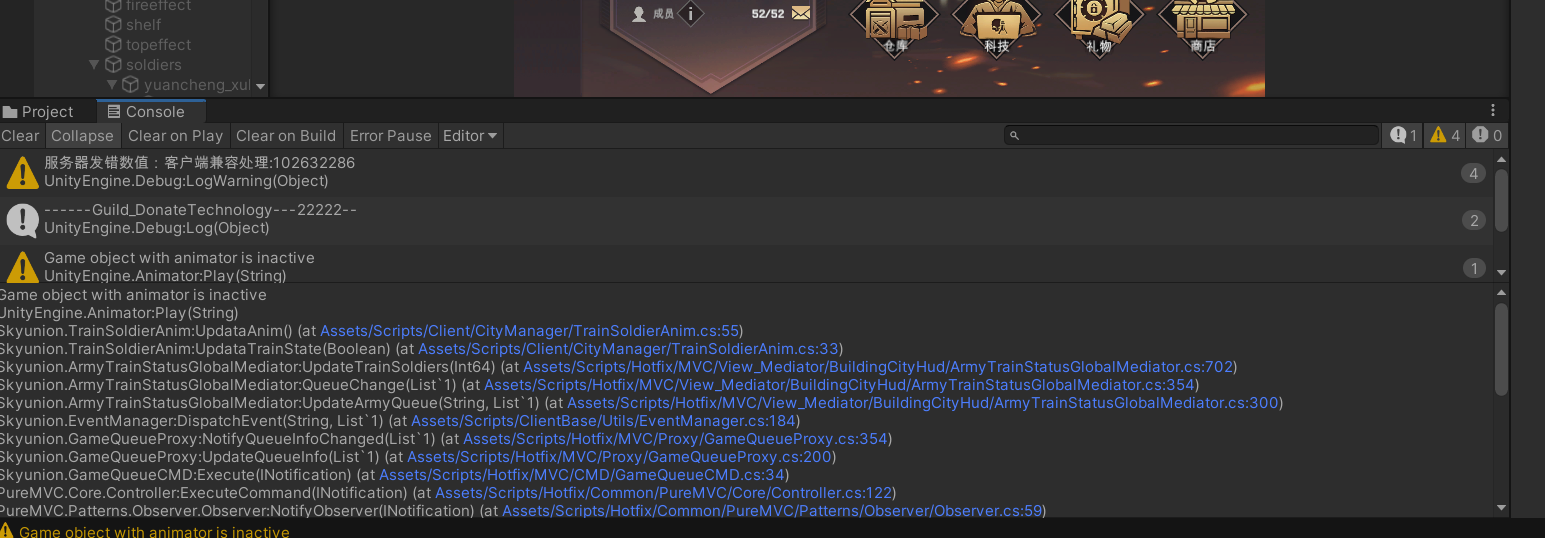 fireeffect
shelf
topeffect
soldiers
yuancheng_xul
成员
52/52
仓库
科技
礼物
商店
Project
Console
Clear
Collapse
Clear on Play
Clear on Build
Error Pause
Editor
1
4
0
服务器发错数值：客户端兼容处理:102632286
UnityEngine.Debug:LogWarning(Object)
4
------Guild_DonateTechnology---22222--
UnityEngine.Debug:Log(Object)
2
Game object with animator is inactive
UnityEngine.Animator:Play(String)
1
Game object with animator is inactive
UnityEngine.Animator:Play(String)
Skyunion.TrainSoldierAnim:UpdataAnim() (at Assets/Scripts/Client/CityManager/TrainSoldierAnim.cs:55)
Skyunion.TrainSoldierAnim:UpdataTrainState(Boolean) (at Assets/Scripts/Client/CityManager/TrainSoldierAnim.cs:33)
Skyunion.ArmyTrainStatusGlobalMediator:UpdateTrainSoldiers(Int64) (at Assets/Scripts/Hotfix/MVC/View_Mediator/BuildingCityHud/ArmyTrainStatusGlobalMediator.cs:702)
Skyunion.ArmyTrainStatusGlobalMediator:QueueChange(List`1) (at Assets/Scripts/Hotfix/MVC/View_Mediator/BuildingCityHud/ArmyTrainStatusGlobalMediator.cs:354)
Skyunion.ArmyTrainStatusGlobalMediator:UpdateArmyQueue(String, List`1) (at Assets/Scripts/Hotfix/MVC/View_Mediator/BuildingCityHud/ArmyTrainStatusGlobalMediator.cs:300)
Skyunion.EventManager:DispatchEvent(String, List`1) (at Assets/Scripts/ClientBase/Utils/EventManager.cs:184)
Skyunion.GameQueueProxy:NotifyQueueInfoChanged(List`1) (at Assets/Scripts/Hotfix/MVC/Proxy/GameQueueProxy.cs:354)
Skyunion.GameQueueProxy:UpdateQueueInfo(List`1) (at Assets/Scripts/Hotfix/MVC/Proxy/GameQueueProxy.cs:200)
Skyunion.GameQueueCMD:Execute(INotification) (at Assets/Scripts/Hotfix/MVC/CMD/GameQueueCMD.cs:34)
PureMVC.Core.Controller:ExecuteCommand(INotification) (at Assets/Scripts/Hotfix/Common/PureMVC/Core/Controller.cs:122)
PureMVC.Patterns.Observer.Observer:NotifyObserver(INotification) (at Assets/Scripts/Hotfix/Common/PureMVC/Patterns/Observer/Observer.cs:59)
Game object with animator is inactive